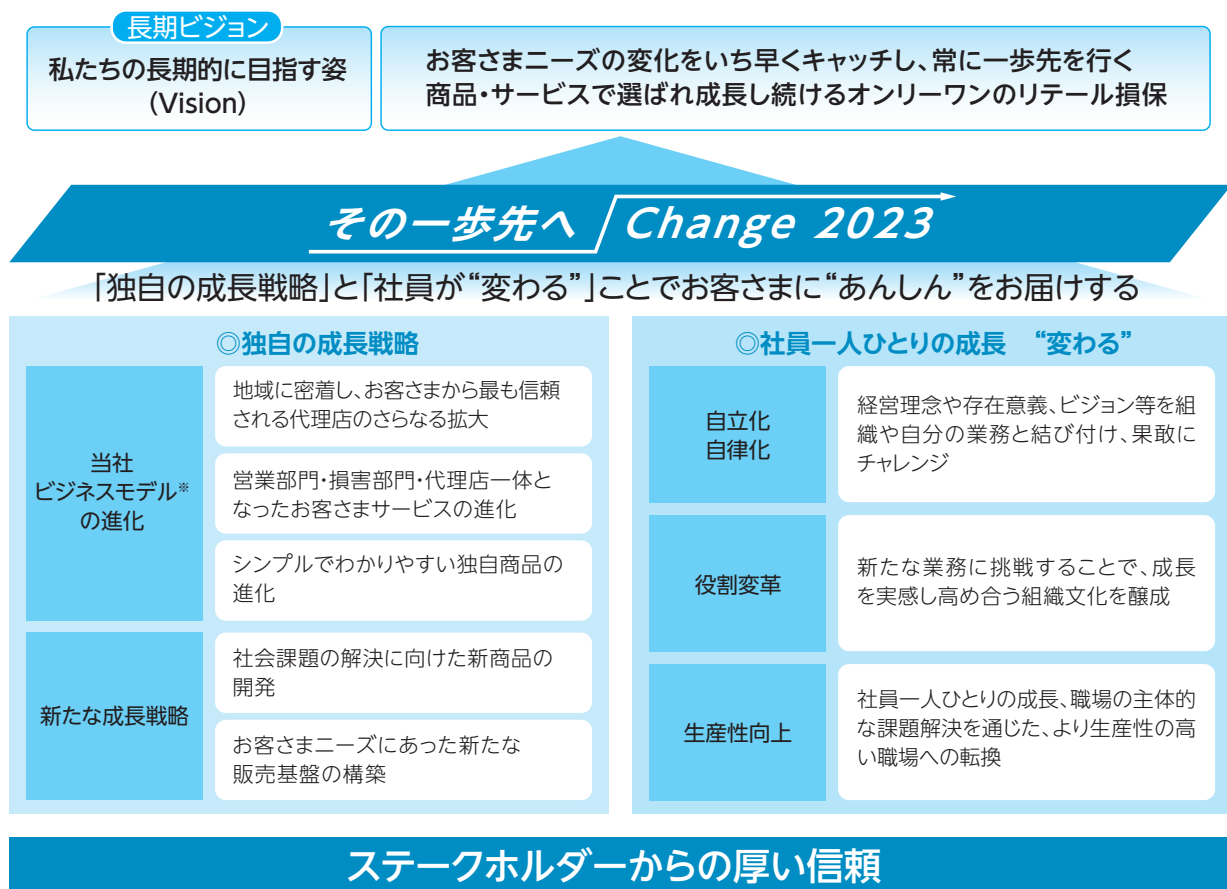 長期ビジョン
私たちの長期的に目指す姿
(Vision)
お客さまニーズの変化をいち早くキャッチし、常に一歩先を行く
商品・サービスで選ばれ成長し続けるオンリーワンのリテール損保
その一歩先へ Change 2023
「独自の成長戦略」と「社員が“変わる”」ことでお客さまに“あんしん”をお届けする
◎独自の成長戦略
当社
ビジネスモデル※
の進化
地域に密着し、お客さまから最も信頼
される代理店のさらなる拡大
営業部門・損害部門・代理店一体と
なったお客さまサービスの進化
シンプルでわかりやすい独自商品の
進化
新たな成長戦略
社会課題の解決に向けた新商品の
開発
お客さまニーズにあった新たな
販売基盤の構築
◎社員一人ひとりの成長 “変わる”
自立化
自律化
経営理念や存在意義、ビジョン等を組
織や自分の業務と結び付け、果敢に
チャレンジ
役割変革
新たな業務に挑戦することで、成長
を実感し高め合う組織文化を醸成
生産性向上
社員一人ひとりの成長、職場の主体的
な課題解決を通じた、より生産性の高
い職場への転換
ステークホルダーからの厚い信頼